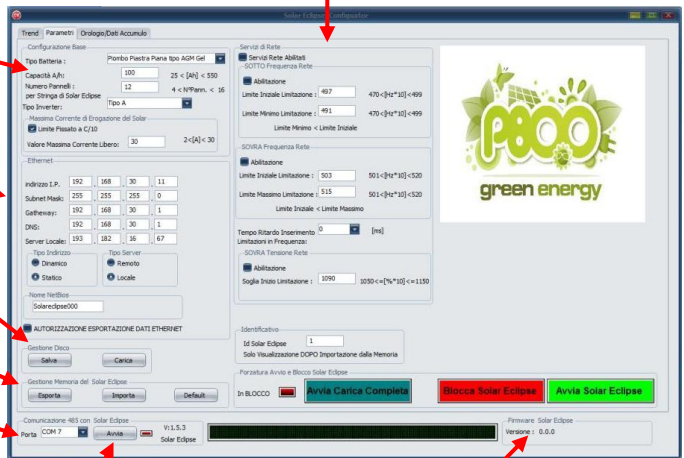 Solar Eclipse Configurator
Trend Parametri Orologio/Dati Accumulo
Configurazione Base
Tipo Batteria : Piombo Piastra Piana tipo AGM Gel
Capacità A/h: 100 25 < [Ah] < 550
Numero Pannelli : 12 4 < N°Pann. < 16
per Stringa di Solar Eclipse
Tipo Inverter: Tipo A
Massima Corrente di Erogazione del Solar
Limite Fissato a C/10
Valore Massima Corrente Libero: 30 2<[A]< 30
Ethernet
indirizzo I.P. 192 . 168 . 30 . 11
Subnet Mask: 255 . 255 . 255 . 0
Gatheway: 192 . 168 . 30 . 1
DNS: 192 . 168 . 30 . 1
Server Locale: 193 . 182 . 16 . 67
Tipo Indirizzo Tipo Server
Dinamico Remoto
Statico Locale
Nome NetBios
Solareclipse000
AUTORIZZAZIONE ESPORTAZIONE DATI ETHERNET
Gestione Disco
Salva Carica
Gestione Memoria del Solar Eclipse
Esporta Importa Default
Servizi di Rete
Servizi Rete Abilitati
SOTTO Frequenza Rete
Abilitazione
Limite Iniziale Limitazione : 497 470<[Hz*10]<499
Limite Minimo Limitazione : 491 470<[Hz*10]<499
Limite Minimo < Limite Iniziale
SOVRA Frequenza Rete
Abilitazione
Limite Iniziale Limitazione : 503 501<[Hz*10]<520
Limite Massimo Limitazione : 515 501<[Hz*10]<520
Limite Iniziale < Limite Massimo
Tempo Ritardo Inserimento 0 [ms]
Limitazioni in Frequenza:
SOVRA Tensione Rete
Abilitazione
Soglia Inizio Limitazione : 1090 1050<=[%*10]<=1150
Identificativo
Id Solar Eclipse 1
Solo Visualizzazione DOPO Importazione dalla Memoria
Forzatura Avvio e Blocco Solar Eclipse
In BLOCCO Avvia Carica Completa Blocca Solar Eclipse Avvia Solar Eclipse
P800
green energy
Comunicazione 485 con Solar Eclipse
Porta COM 7 Avvia V:1.5.3
Solar Eclipse
Firmware Solar Eclipse
Versione : 0.0.0